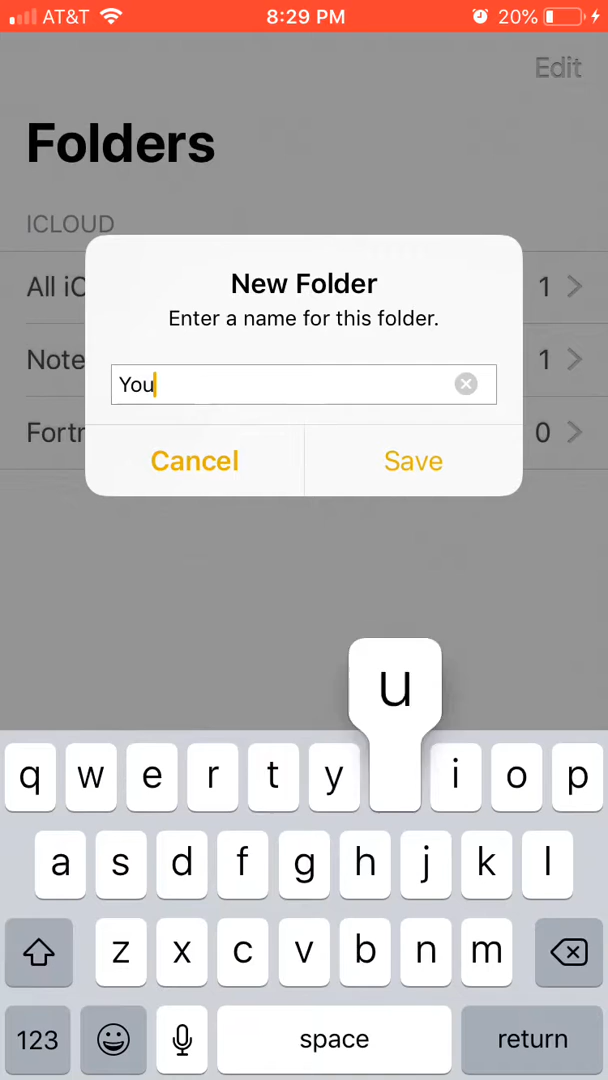 AT&T 8:29 PM 20%
Edit
Folders
ICLOUD
New Folder
Enter a name for this folder.
All iC 1
Note 1
You
Fortr 0
Cancel Save
u
q w e r t y i o p
a s d f g h j k l
z x c v b n m
123 space return